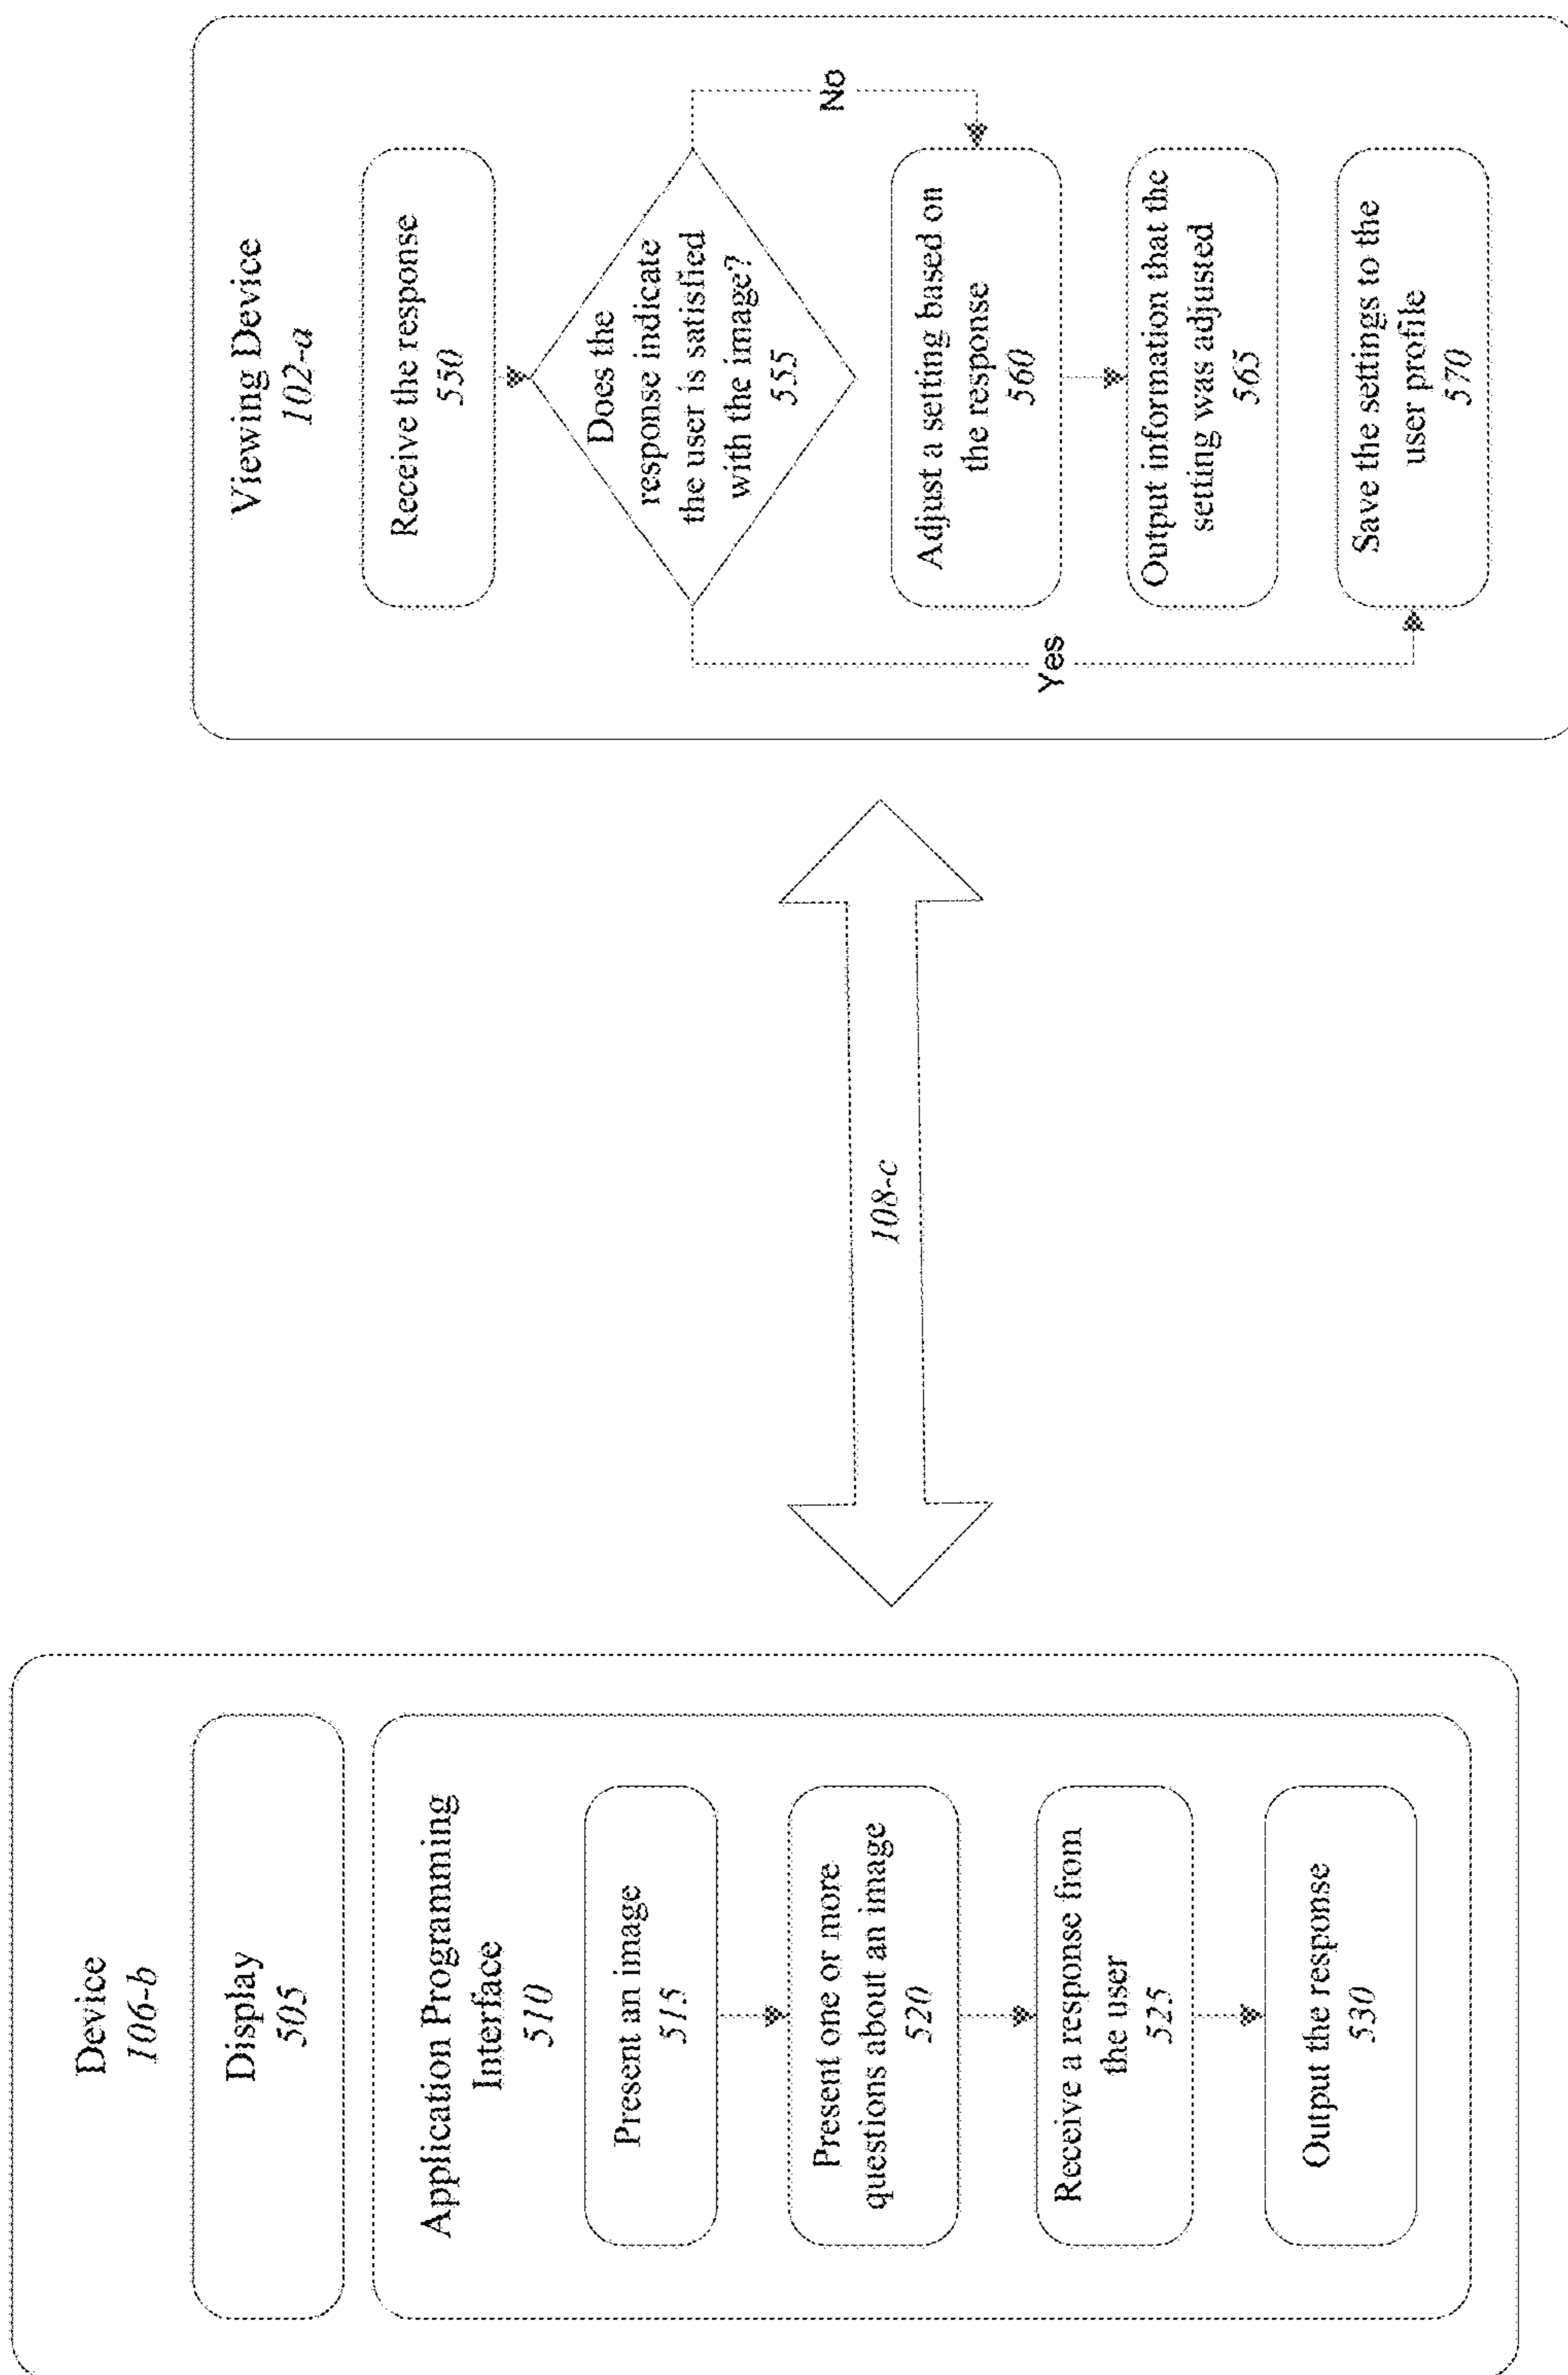 Device
106-b
Display
505
Application Programming
Interface
510
Present an image
515
Present one or more
questions about an image
520
Receive a response from
the user
525
Output the response
530
108-c
Viewing Device
102-a
Receive the response
550
Does the
response indicate
the user is satisfied
with the image?
555
No
Yes
Adjust a setting based on
the response
560
Output information that the
setting was adjusted
565
Save the settings to the
user profile
570